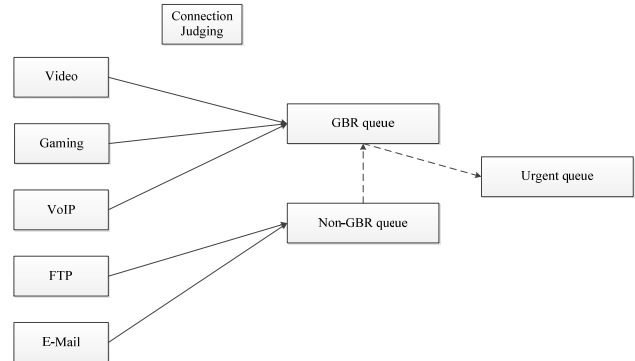 Connection
Judging
Video
Gaming
GBR queue
Urgent queue
VoIP
Non-GBR queue
FTP
E-Mail